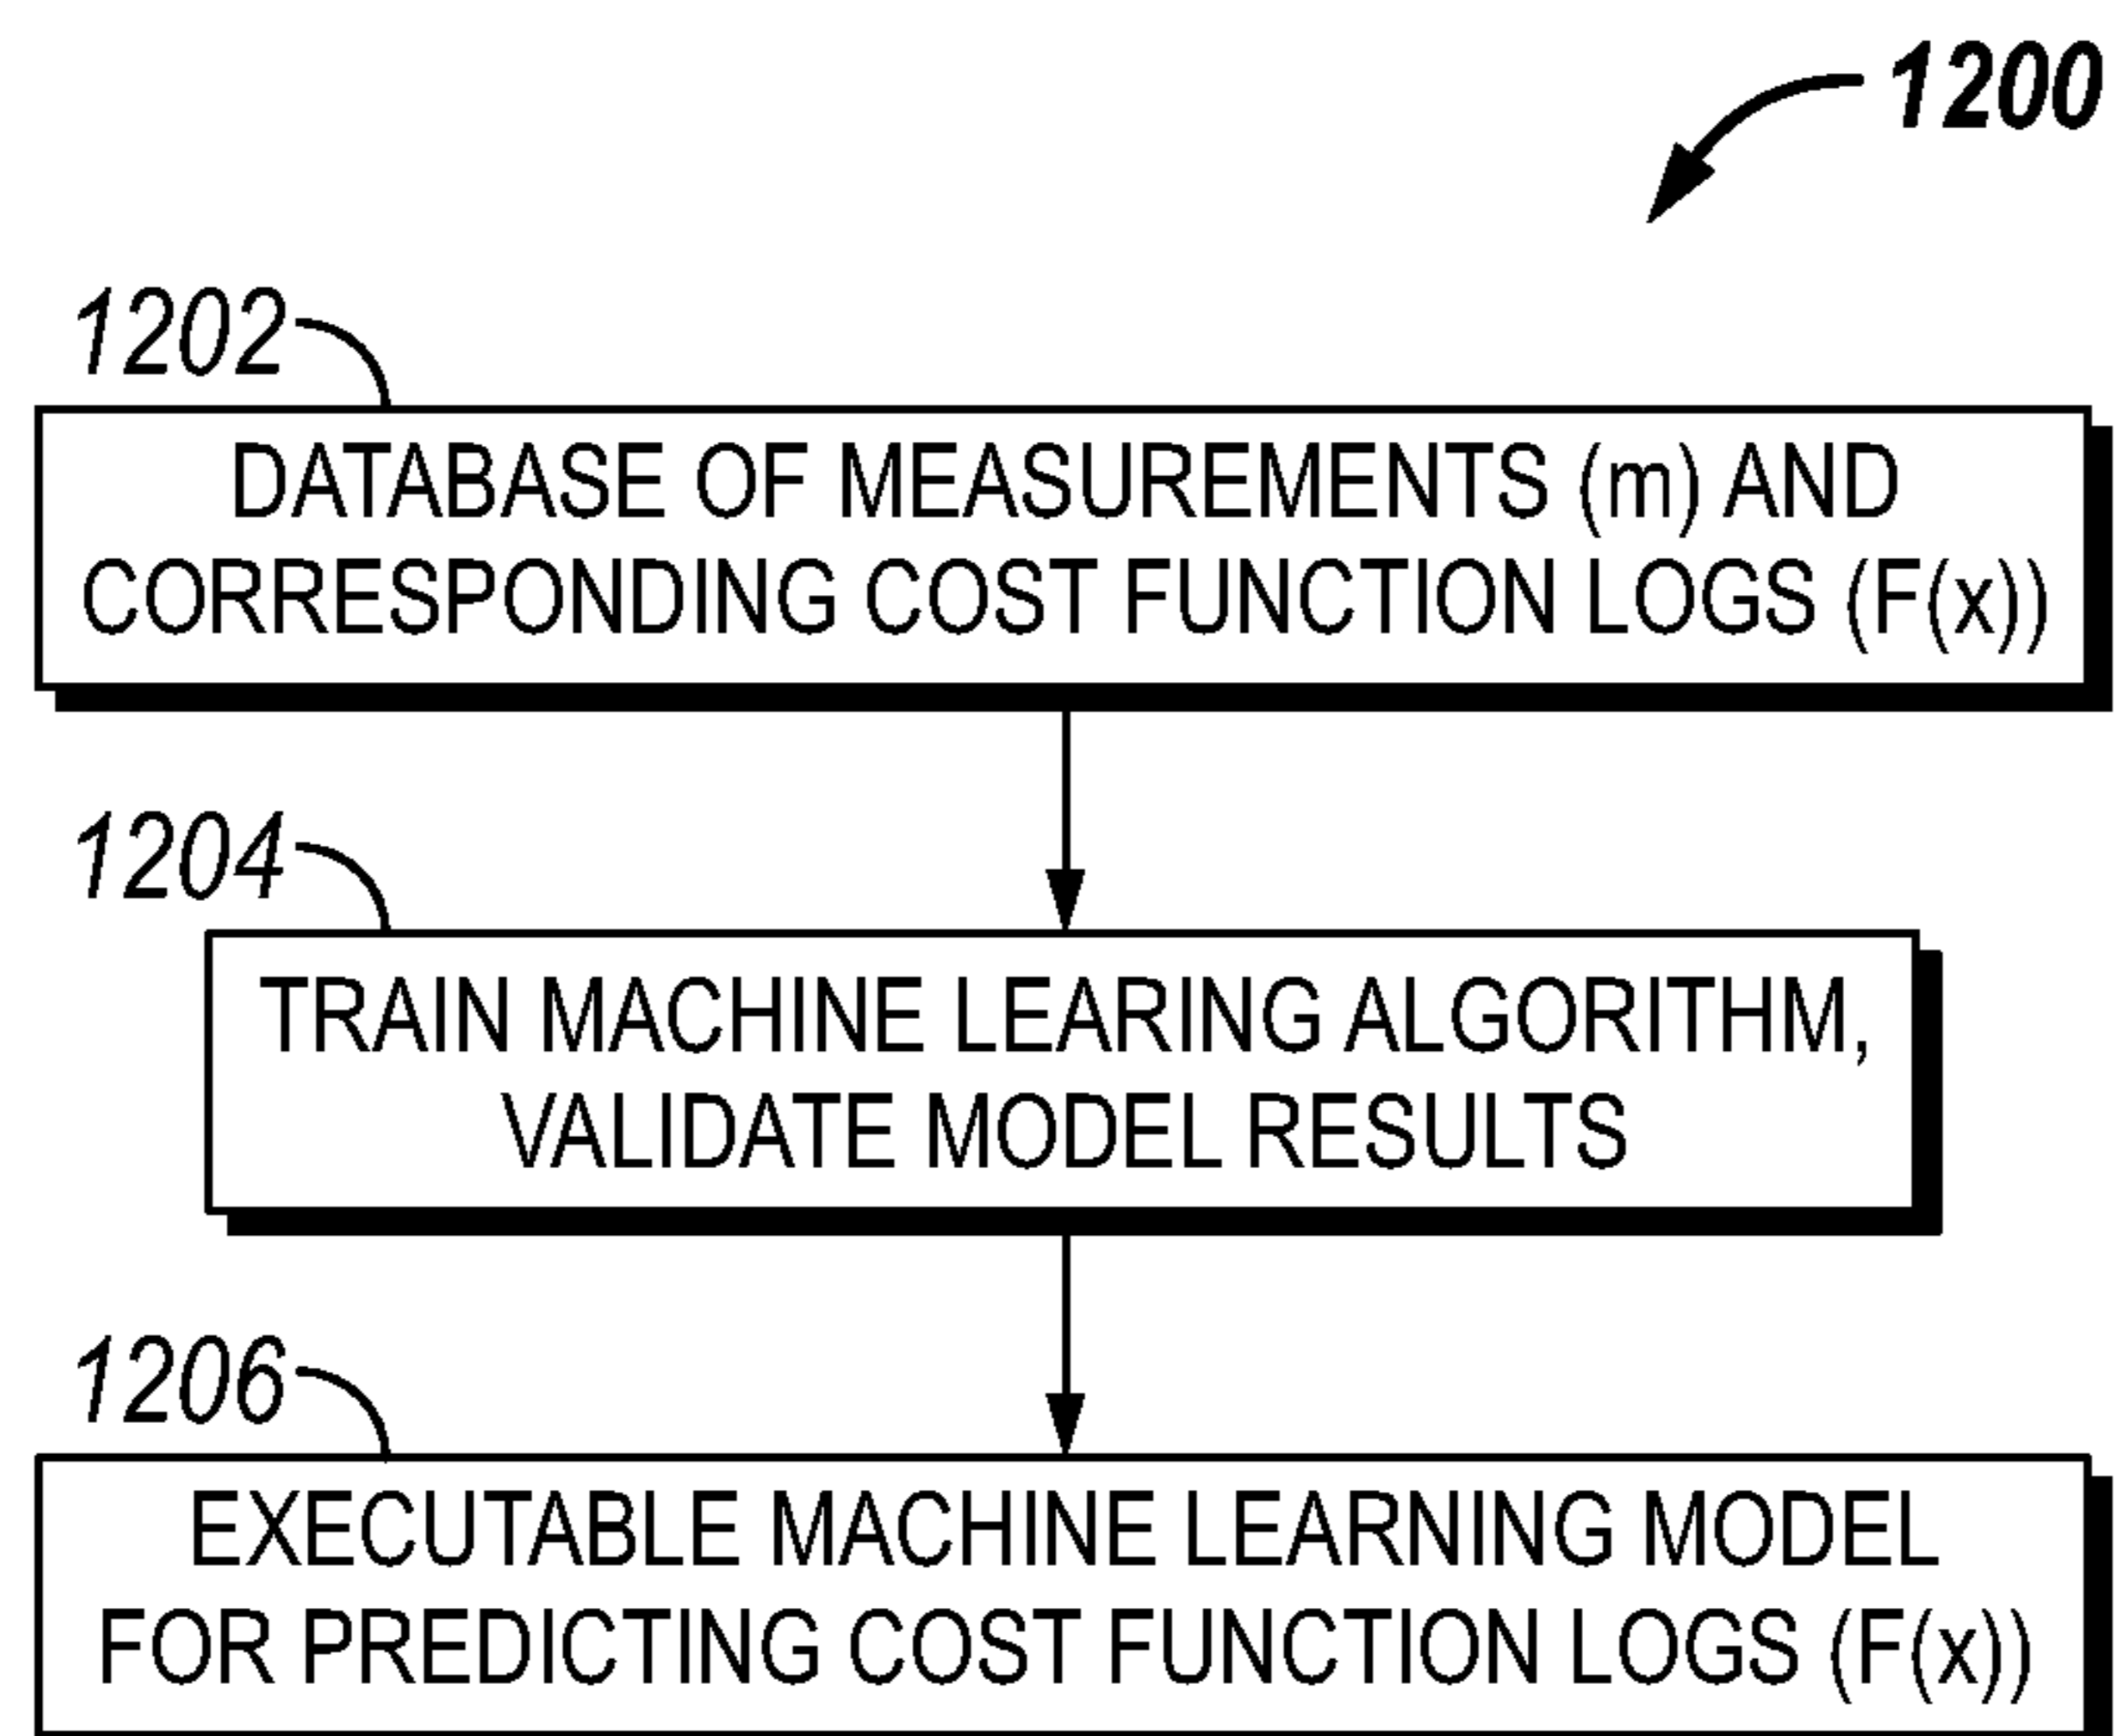 1200
1202
DATABASE OF MEASUREMENTS (m) AND
CORRESPONDING COST FUNCTION LOGS (F(x))
1204
TRAIN MACHINE LEARING ALGORITHM,
VALIDATE MODEL RESULTS
1206
EXECUTABLE MACHINE LEARNING MODEL
FOR PREDICTING COST FUNCTION LOGS (F(x))